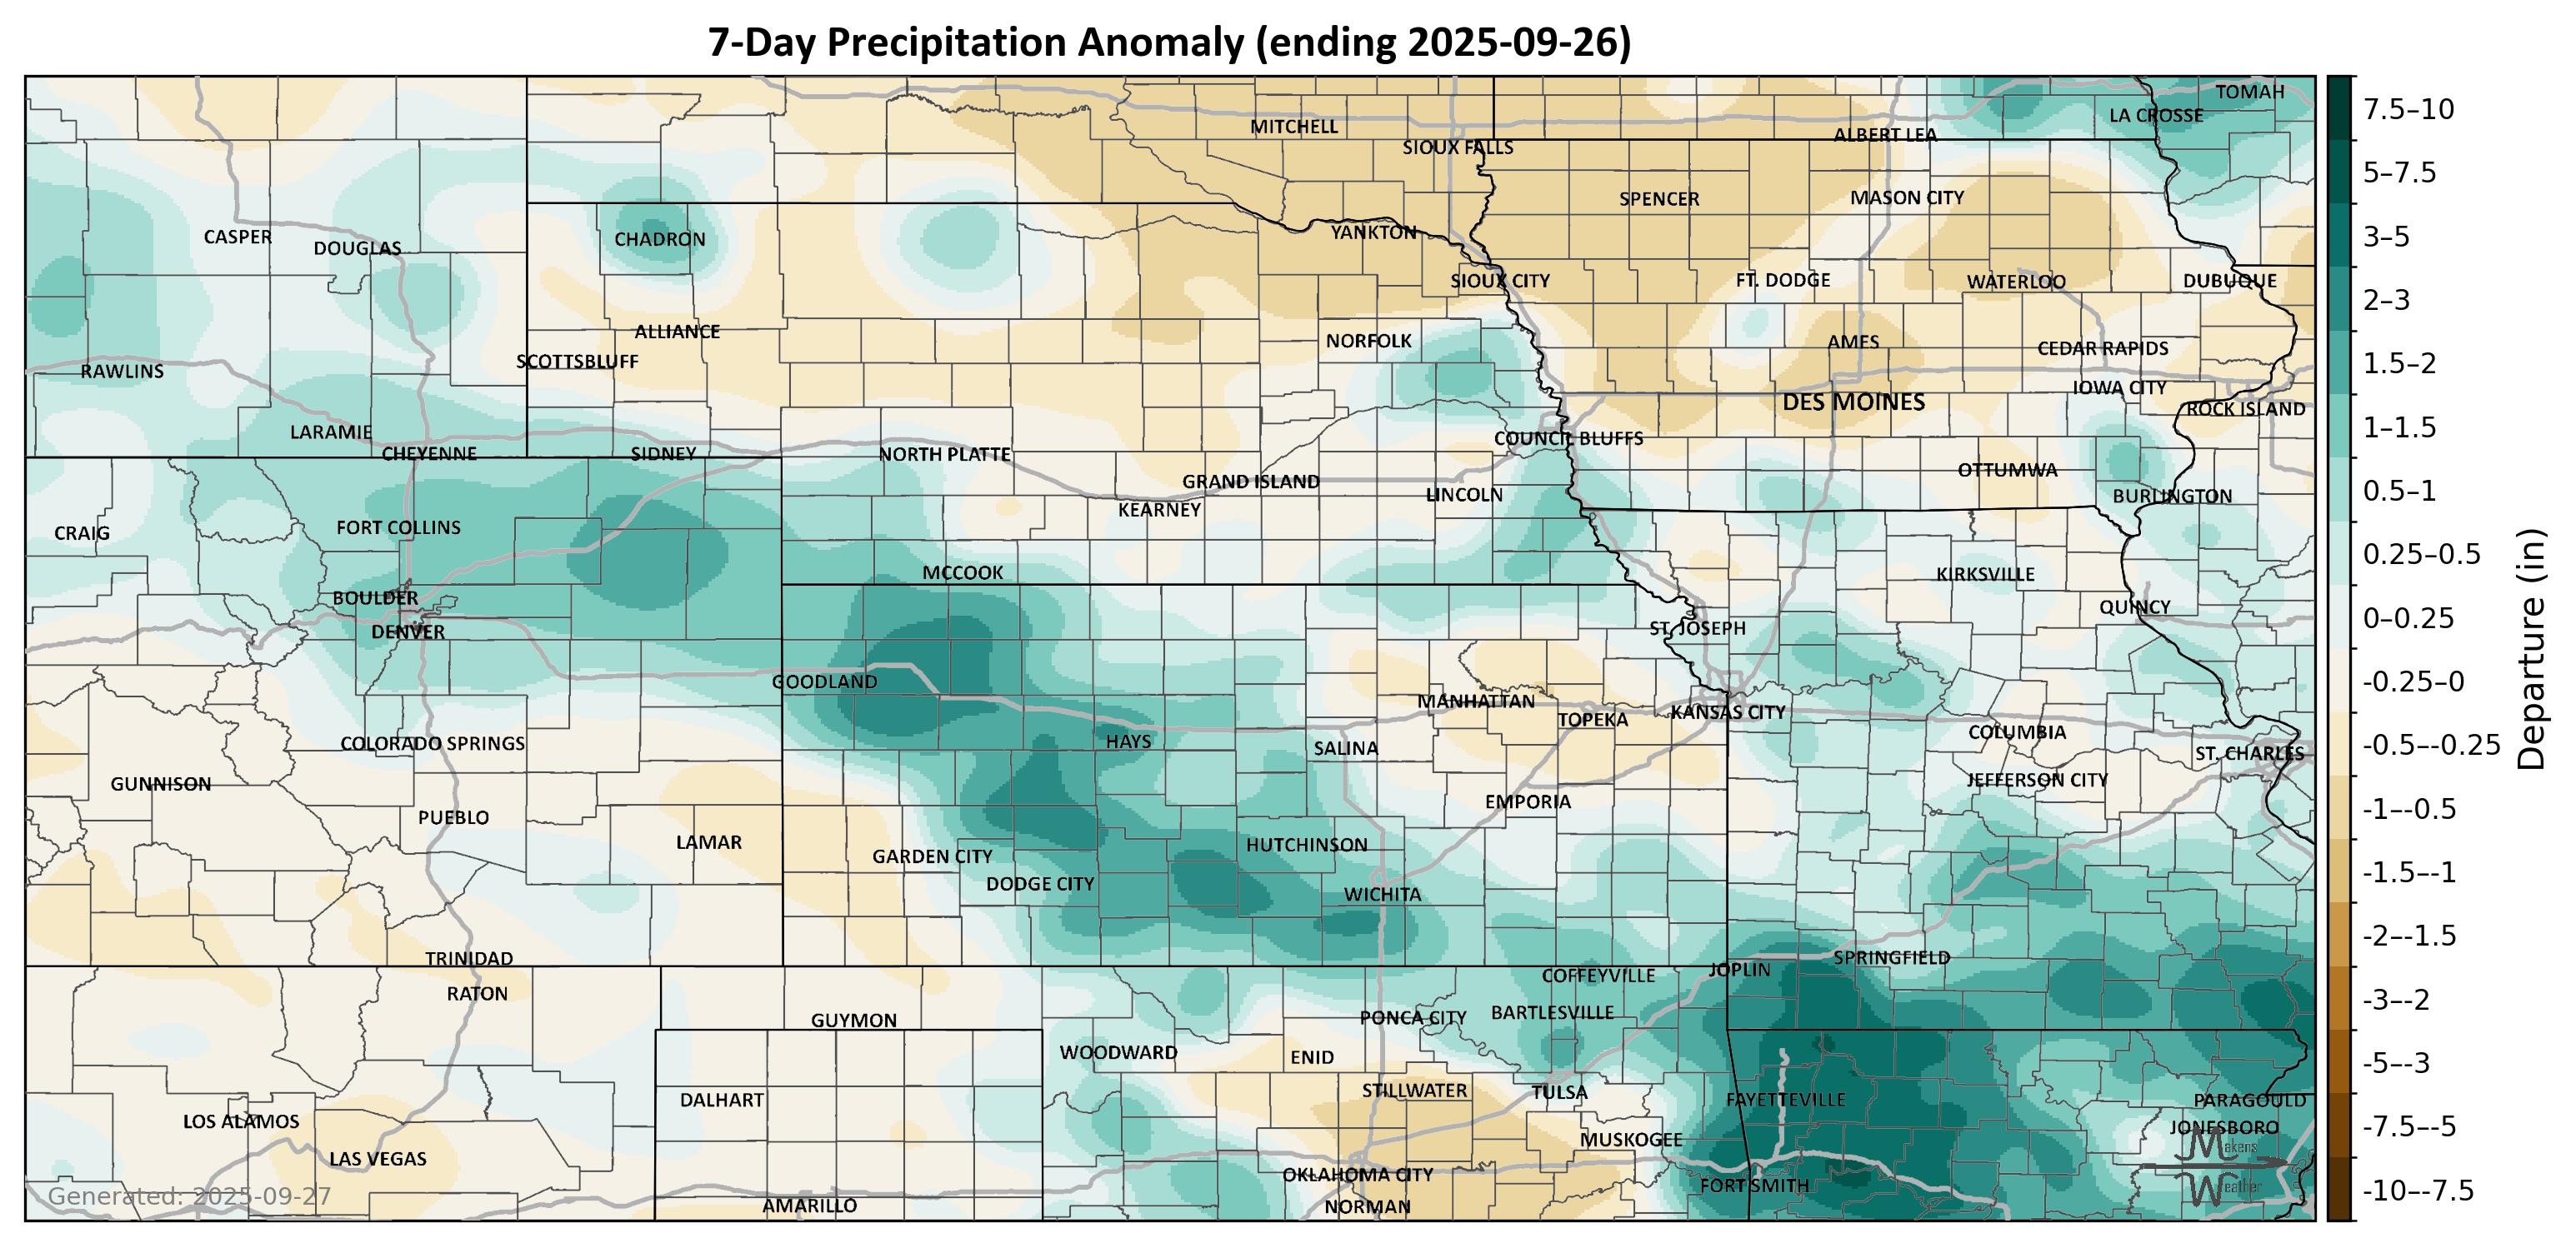 7-Day Precipitation Anomaly (ending 2025-09-26)
TOMAH
LA CROSSE
MITCHELL
ALBERT LEA
SIOUX FALLS
SPENCER
MASON CITY
CASPER
DOUGLAS
CHADRON
YANKTON
SIOUX CITY
FT. DODGE
WATERLOO
DUBUQUE
ALLIANCE
NORFOLK
AMES
CEDAR RAPIDS
SCOTTSBLUFF
RAWLINS
IOWA CITY
DES MOINES
ROCK ISLAND
LARAMIE
COUNCIL BLUFFS
CHEYENNE
SIDNEY
NORTH PLATTE
OTTUMWA
GRAND ISLAND
LINCOLN
BURLINGTON
KEARNEY
CRAIG
FORT COLLINS
MCCOOK
KIRKSVILLE
BOULDER
QUINCY
DENVER
ST. JOSEPH
GOODLAND
MANHATTAN
TOPEKA
KANSAS CITY
COLUMBIA
COLORADO SPRINGS
HAYS
SALINA
ST. CHARLES
GUNNISON
JEFFERSON CITY
EMPORIA
PUEBLO
LAMAR
HUTCHINSON
GARDEN CITY
DODGE CITY
WICHITA
TRINIDAD
SPRINGFIELD
JOPLIN
COFFEYVILLE
RATON
BARTLESVILLE
PONCA CITY
GUYMON
WOODWARD
ENID
STILLWATER
TULSA
DALHART
FAYETTEVILLE
PARAGOULD
LOS ALAMOS
JONESBORO
MUSKOGEE
LAS VEGAS
OKLAHOMA CITY
FORT SMITH
AMARILLO
NORMAN
Generated: 2025-09-27
Makens
Weather
7.5–10
5–7.5
3–5
2–3
1.5–2
1–1.5
0.5–1
0.25–0.5
0–0.25
-0.25–0
-0.5–-0.25
-1–-0.5
-1.5–-1
-2–-1.5
-3–-2
-5–-3
-7.5–-5
-10–-7.5
Departure (in)